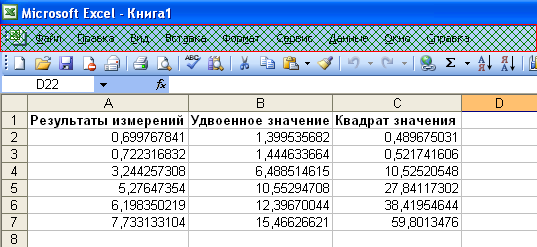 Microsoft Excel - Книга1
Файл Правка Вид Вставка Формат Сервис Данные Окно Справка
D22 fx
A B C D
1 Результаты измерений Удвоенное значение Квадрат значения
2 0,699767841 1,399535682 0,489675031
3 0,722316832 1,444633664 0,521741606
4 3,244257308 6,488514615 10,52520548
5 5,27647354 10,55294708 27,84117302
6 6,198350219 12,39670044 38,41954644
7 7,733133104 15,46626621 59,8013476
8